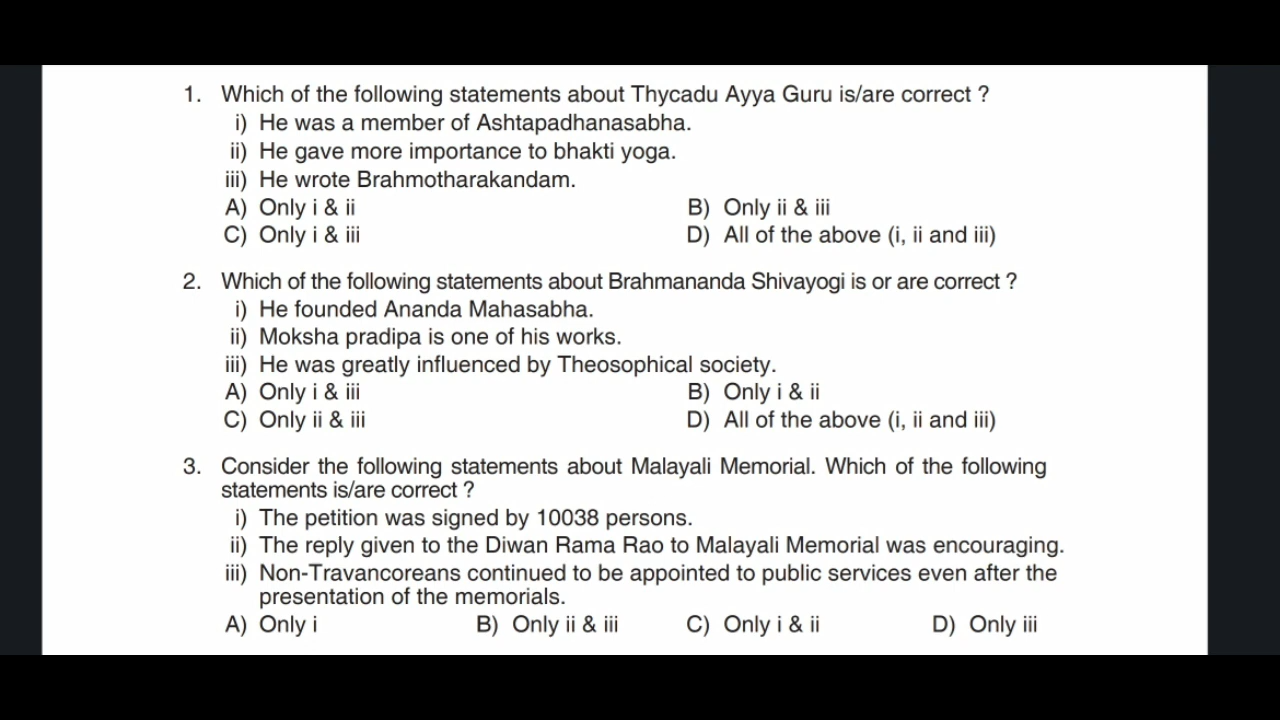 1. Which of the following statements about Thycadu Ayya Guru is/are correct ?
i) He was a member of Ashtapadhanasabha.
ii) He gave more importance to bhakti yoga.
iii) He wrote Brahmotharakandam.
A) Only i & ii B) Only ii & iii
C) Only i & iii D) All of the above (i, ii and iii)
2. Which of the following statements about Brahmananda Shivayogi is or are correct ?
i) He founded Ananda Mahasabha.
ii) Moksha pradipa is one of his works.
iii) He was greatly influenced by Theosophical society.
A) Only i & iii B) Only i & ii
C) Only ii & iii D) All of the above (i, ii and iii)
3. Consider the following statements about Malayali Memorial. Which of the following
statements is/are correct ?
i) The petition was signed by 10038 persons.
ii) The reply given to the Diwan Rama Rao to Malayali Memorial was encouraging.
iii) Non-Travancoreans continued to be appointed to public services even after the
presentation of the memorials.
A) Only i B) Only ii & iii C) Only i & ii D) Only iii